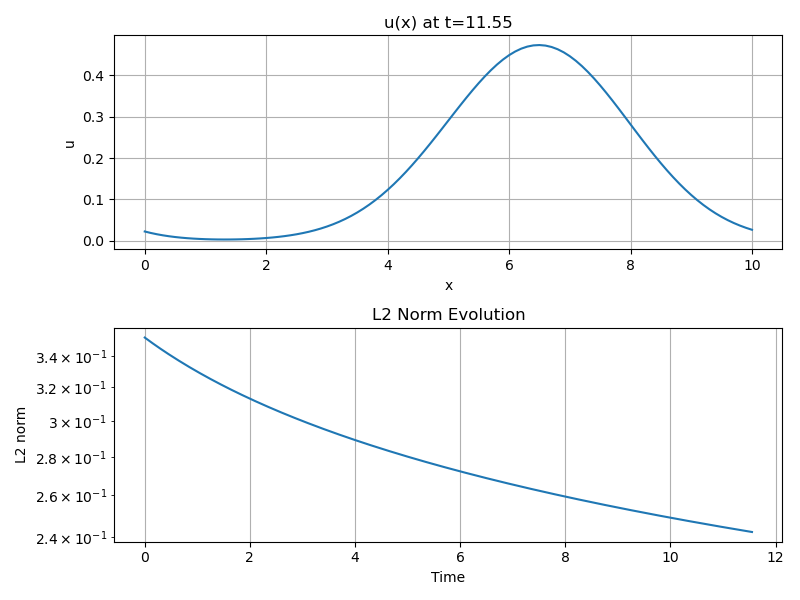 u(x) at t=11.55
0.4
0.3
0.2
0.1
0.0
u
0 2 4 6 8 10
x
L2 Norm Evolution
3.4 × 10⁻¹
3.2 × 10⁻¹
3 × 10⁻¹
2.8 × 10⁻¹
2.6 × 10⁻¹
2.4 × 10⁻¹
L2 norm
0 2 4 6 8 10 12
Time